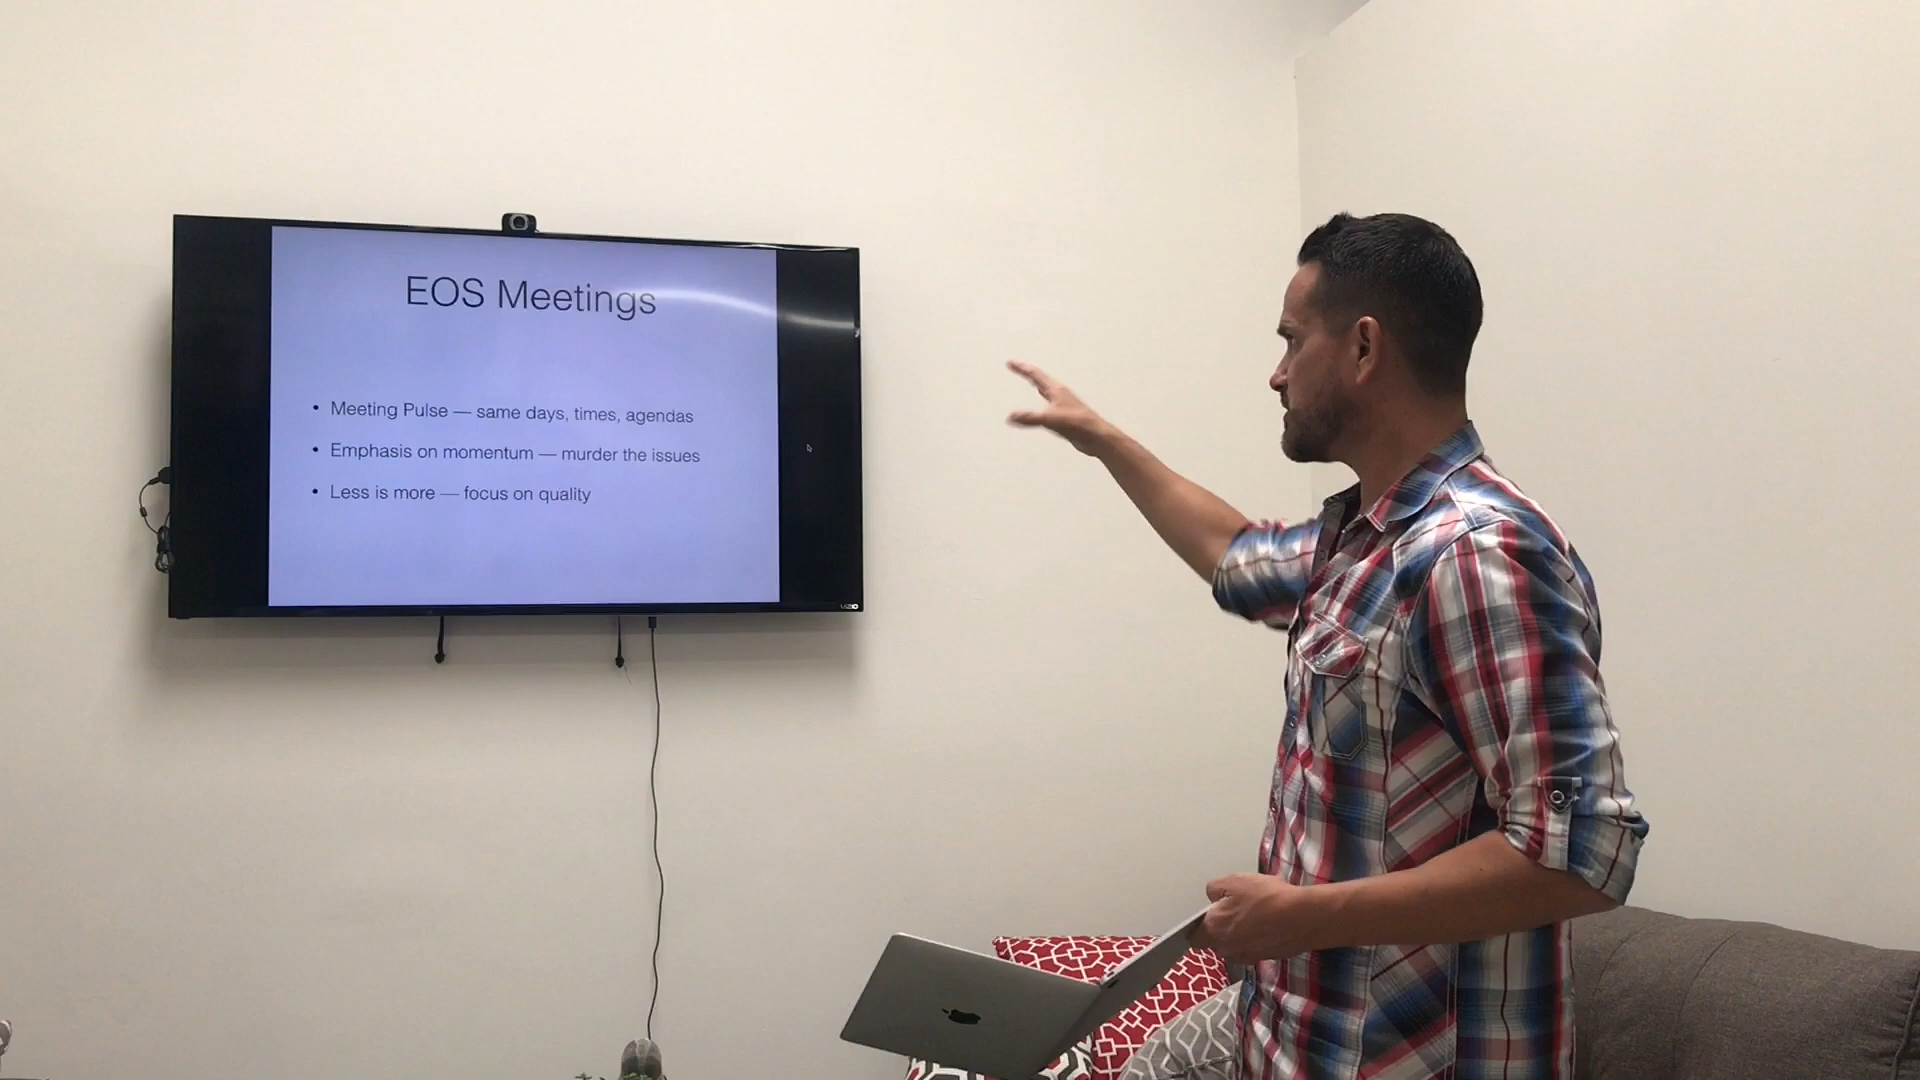 EOS Meetings
• Meeting Pulse — same days, times, agendas
• Emphasis on momentum — murder the issues
• Less is more — focus on quality
VIZIO